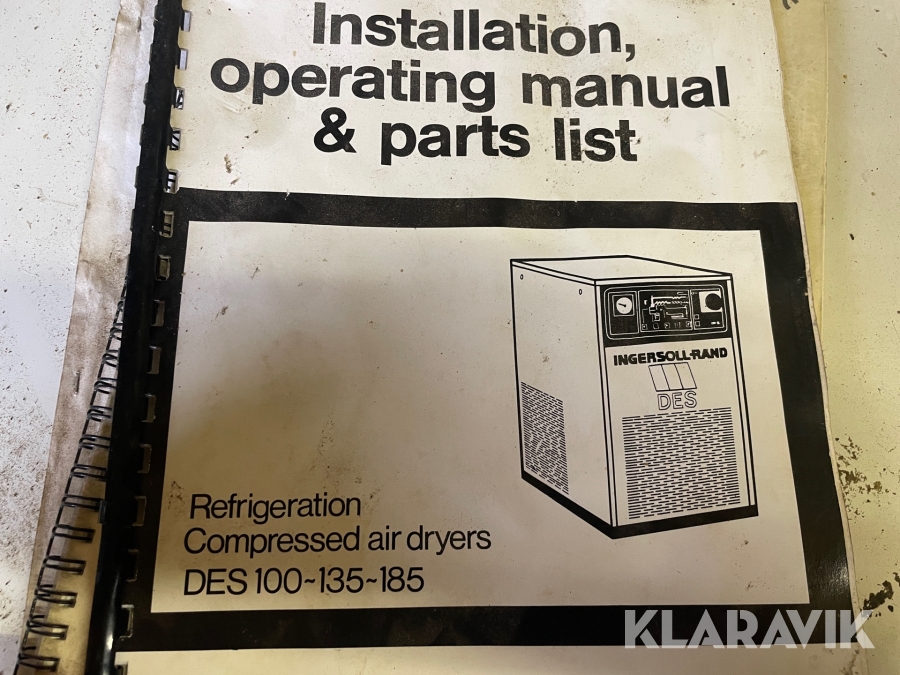 Installation,
operating manual
& parts list
INGERSOLL-RAND
DES
Refrigeration
Compressed air dryers
DES 100~135~185
KLARAVIK